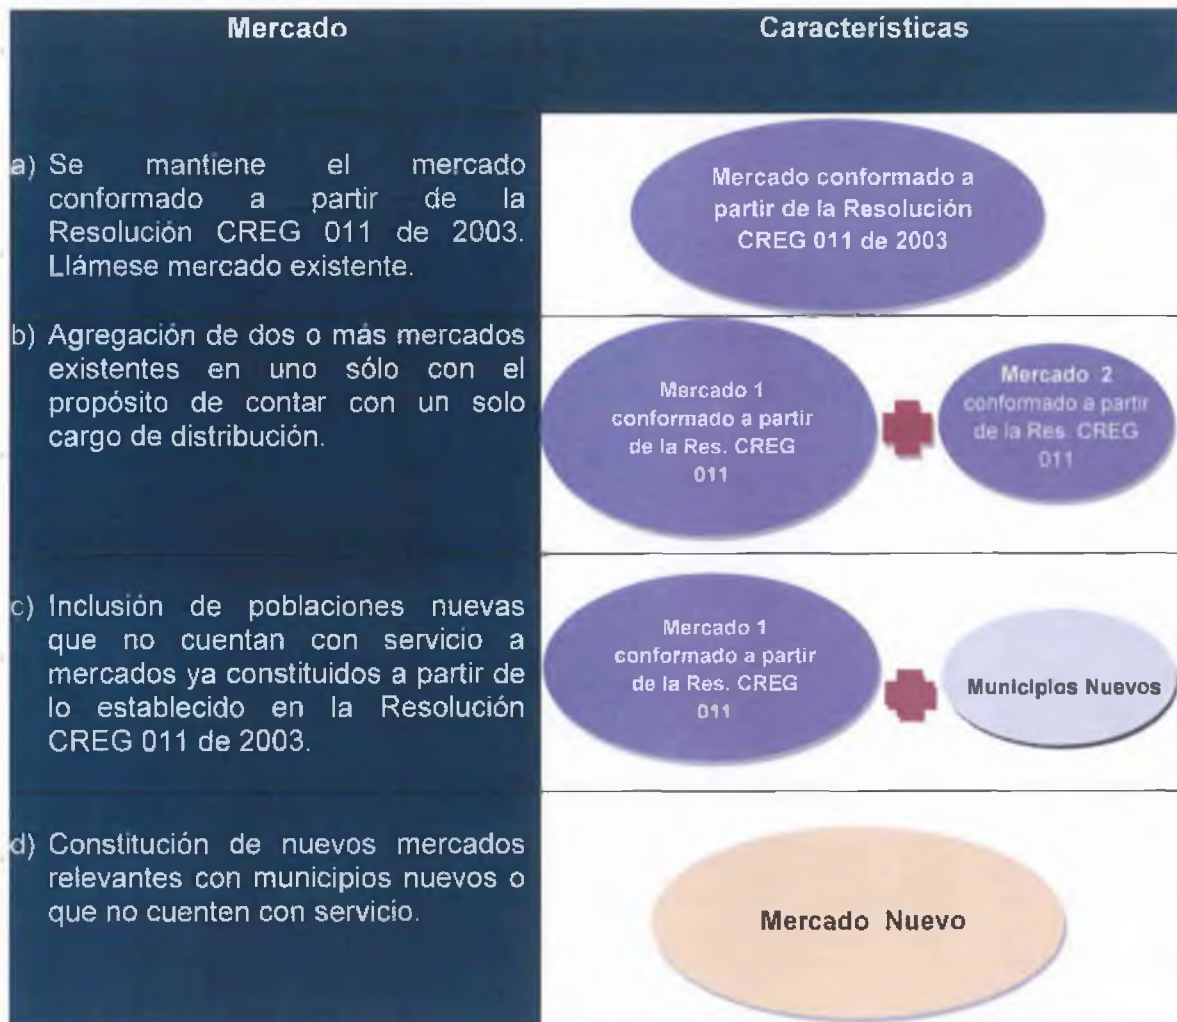 Mercado
Características
a) Se mantiene el mercado
conformado a partir de la
Resolución CREG 011 de 2003.
Llámese mercado existente.
Mercado conformado a
partir de la Resolución
CREG 011 de 2003
b) Agregación de dos o más mercados
existentes en uno sólo con el
propósito de contar con un solo
cargo de distribución.
Mercado 1
conformado a partir
de la Res. CREG
011
Mercado 2
conformado a partir
de la Res. CREG
011
c) Inclusión de poblaciones nuevas
que no cuentan con servicio a
mercados ya constituidos a partir de
lo establecido en la Resolución
CREG 011 de 2003.
Mercado 1
conformado a partir
de la Res. CREG
011
Municipios Nuevos
d) Constitución de nuevos mercados
relevantes con municipios nuevos o
que no cuenten con servicio.
Mercado Nuevo